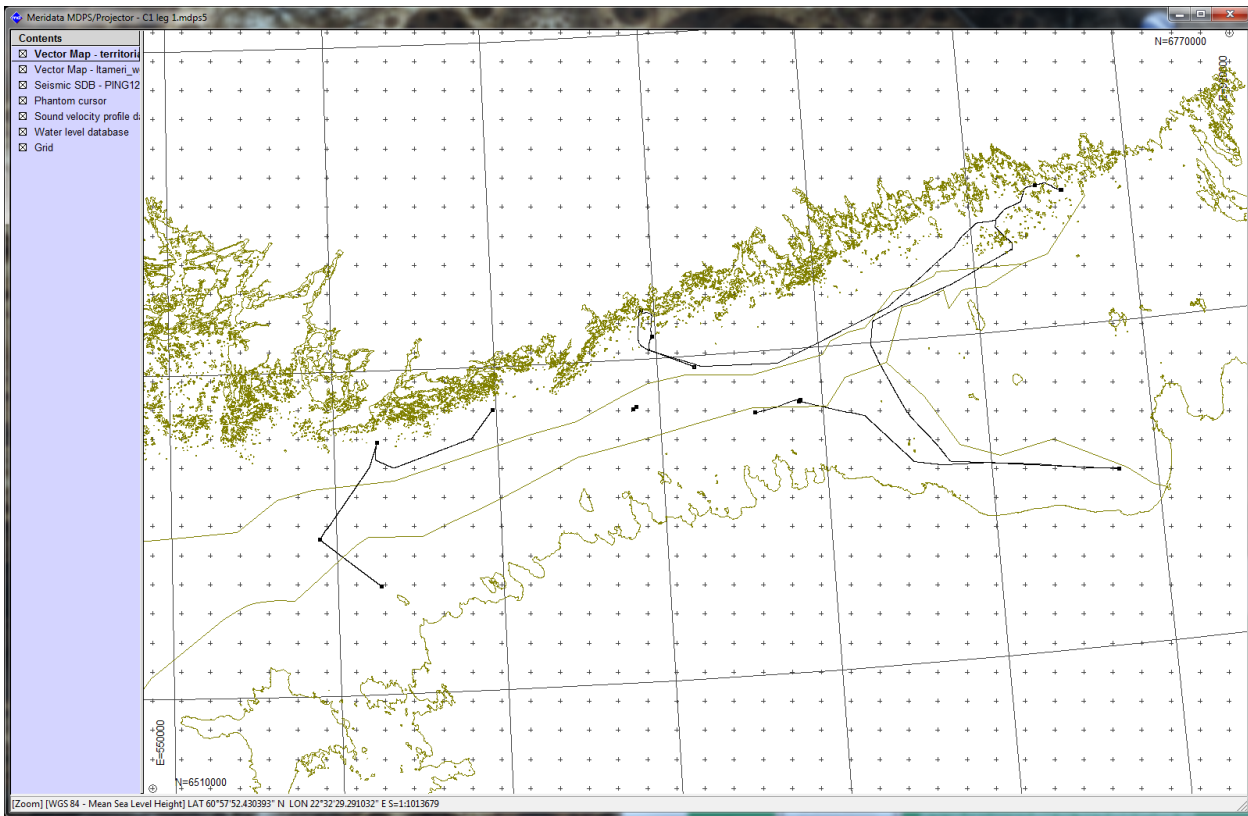 Meridata MDPS/Projector - C1 leg 1.mdps5
Contents
Vector Map - territoria
Vector Map - Itameri_w
Seismic SDB - PING12
Phantom cursor
Sound velocity profile da
Water level database
Grid
N=6770000
E=550000
N=6510000
[Zoom] [WGS 84 - Mean Sea Level Height] LAT 60°57'52.430393" N LON 22°32'29.291032" E S=1:1013679